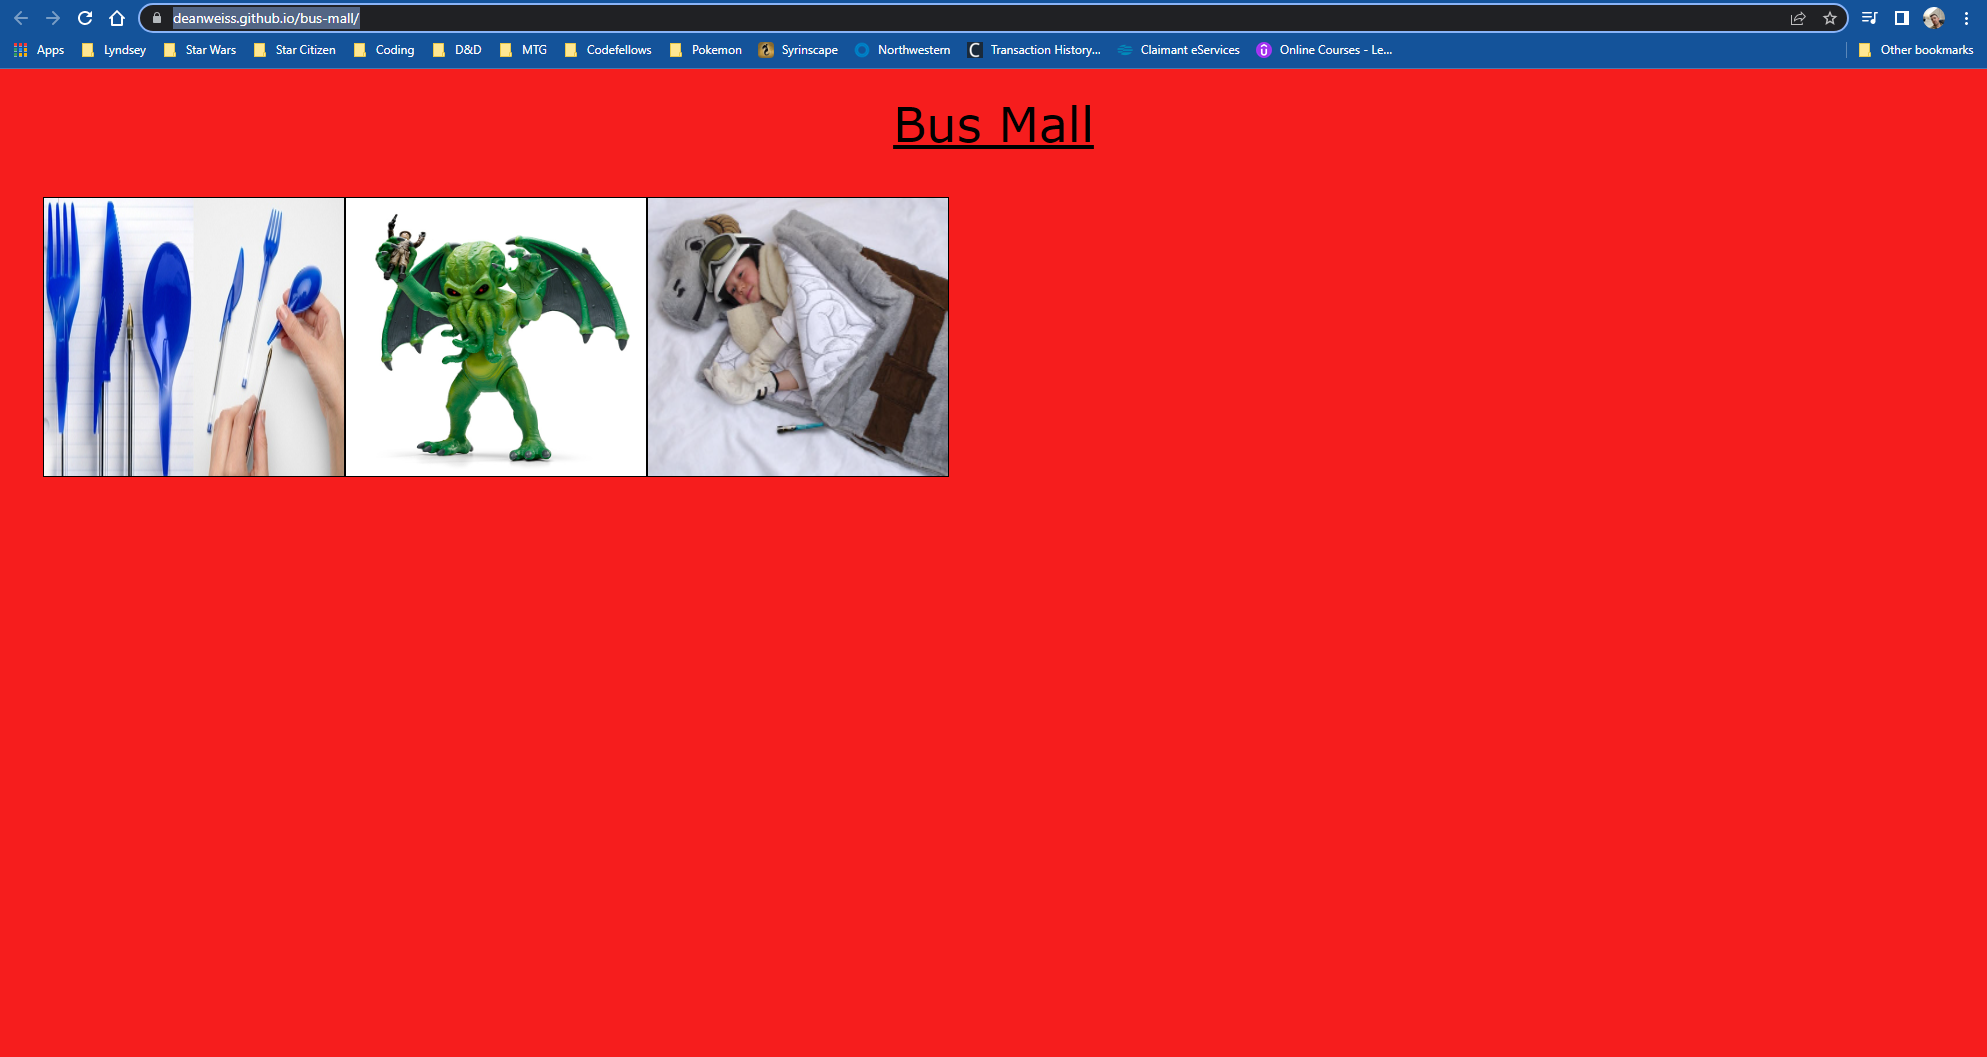 deanweiss.github.io/bus-mall/
Apps Lyndsey Star Wars Star Citizen Coding D&D MTG Codefellows Pokemon Syrinscape Northwestern Transaction History... Claimant eServices Online Courses - Le... Other bookmarks
Bus Mall